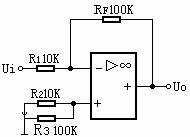 RF100K
Ui
R110K
− ▷ ∞
+
+
Uo
R210K
R3 100K